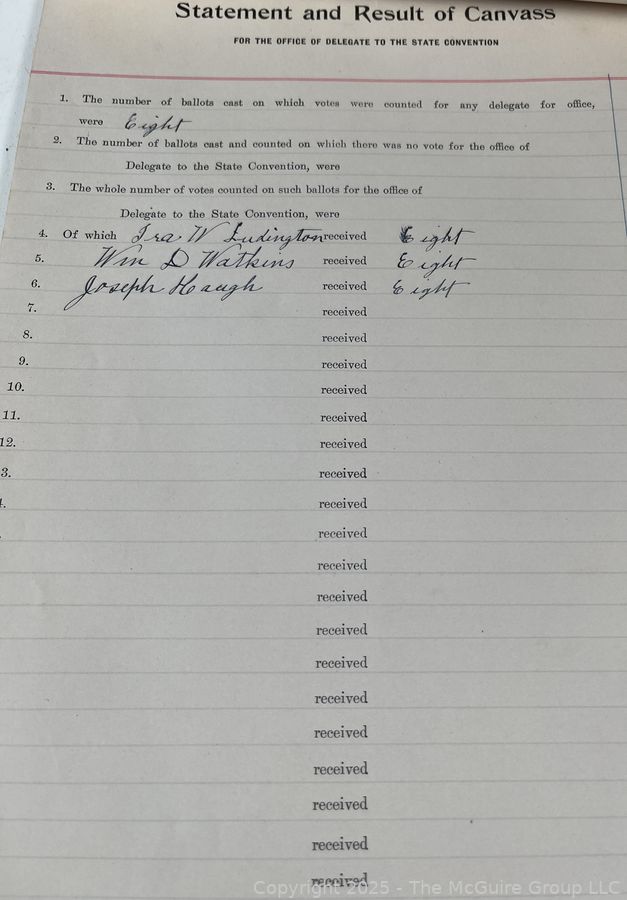 Statement and Result of Canvass
FOR THE OFFICE OF DELEGATE TO THE STATE CONVENTION
1. The number of ballots cast on which votes were counted for any delegate for office,
were Eight
2. The number of ballots cast and counted on which there was no vote for the office of
Delegate to the State Convention, were
3. The whole number of votes counted on such ballots for the office of
Delegate to the State Convention, were
4. Of which Ira W Ludington received Eight
5. Wm D Watkins received Eight
6. Joseph Haugh received Eight
7. received
8. received
9. received
10. received
11. received
12. received
3. received
. received
received
received
received
received
received
received
received
received
received
received
received
Copyright 2025 - The McGuire Group LLC